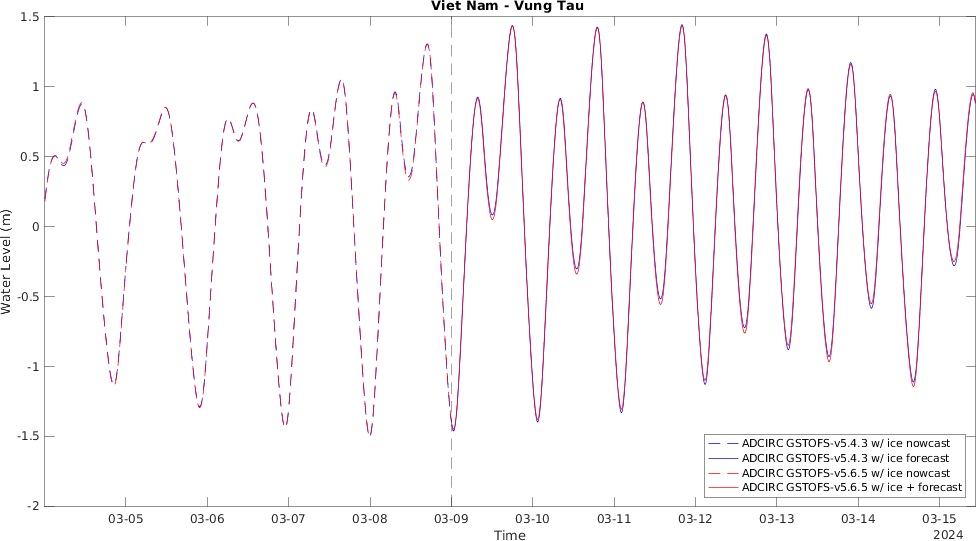 Viet Nam - Vung Tau
1.5
1
0.5
0
-0.5
-1
-1.5
-2
Water Level (m)
ADCIRC GSTOFS-v5.4.3 w/ ice nowcast
ADCIRC GSTOFS-v5.4.3 w/ ice forecast
ADCIRC GSTOFS-v5.6.5 w/ ice nowcast
ADCIRC GSTOFS-v5.6.5 w/ ice + forecast
03-05 03-06 03-07 03-08 03-09 03-10 03-11 03-12 03-13 03-14 03-15
Time
2024